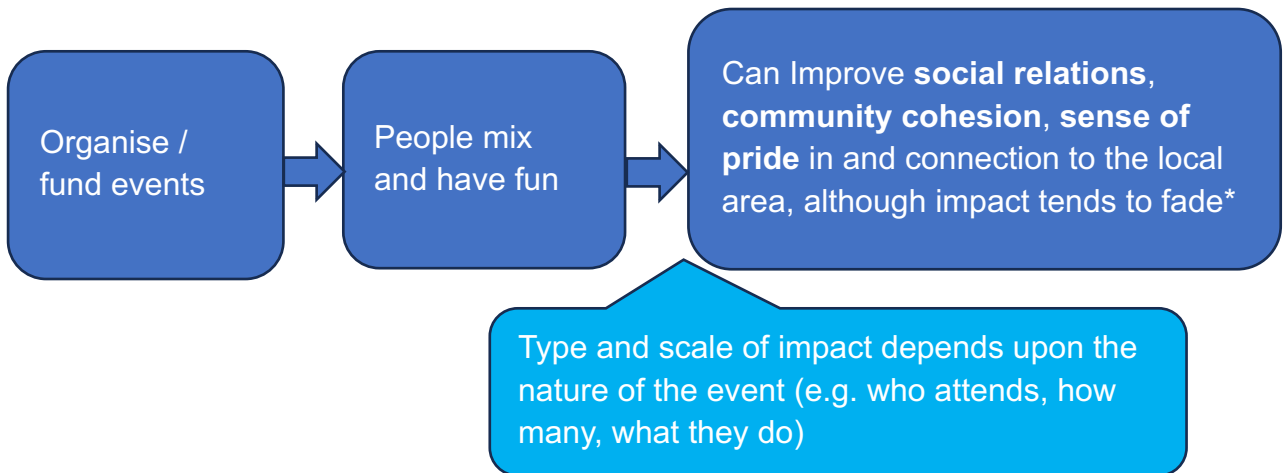 Organise /
fund events
People mix
and have fun
Can Improve social relations,
community cohesion, sense of
pride in and connection to the local
area, although impact tends to fade*
Type and scale of impact depends upon the
nature of the event (e.g. who attends, how
many, what they do)